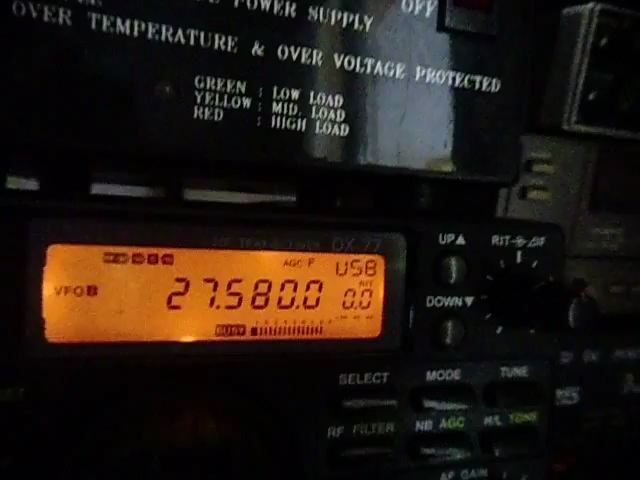 POWER SUPPLY
OFF
OVER TEMPERATURE & OVER VOLTAGE PROTECTED
GREEN : LOW LOAD
YELLOW : MID. LOAD
RED : HIGH LOAD
DX-77
AGC F USB
VFO B 27.580.0 RIT 0.0
BUSY
UP▲
DOWN▼
RIT
SELECT MODE TUNE
RF FILTER NB AGC H/L TONE
AF GAIN